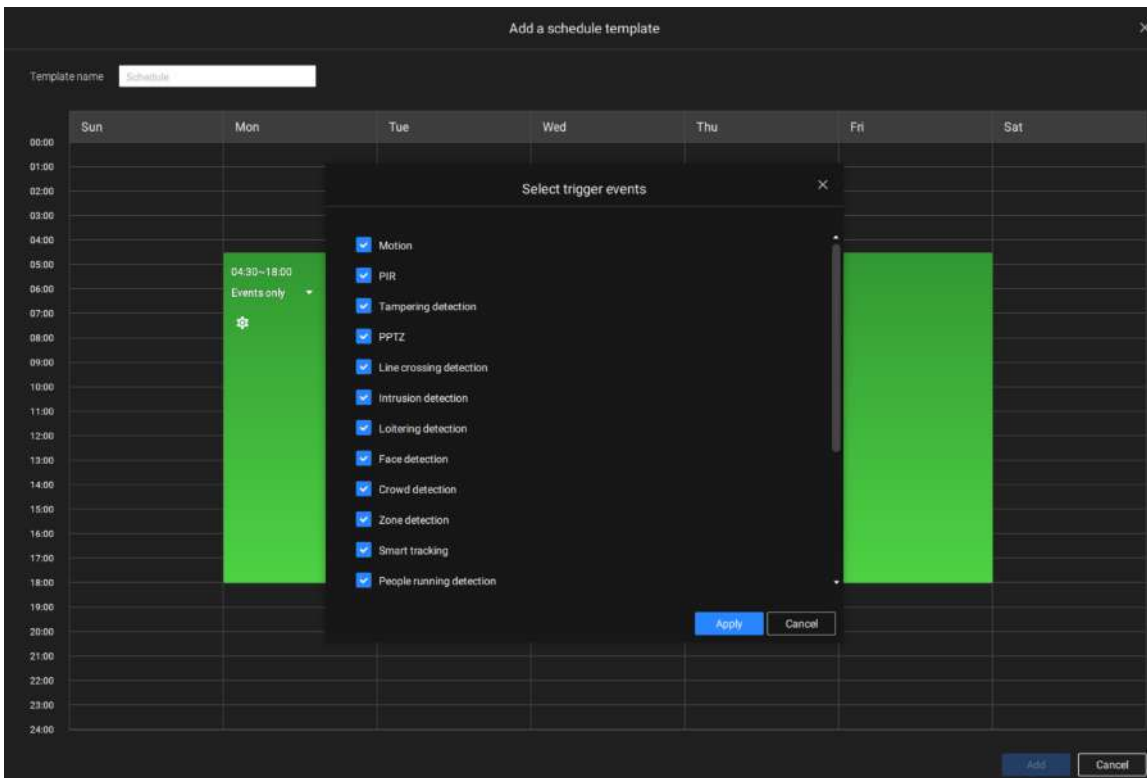 Add a schedule template
Template name Schedule
Sun Mon Tue Wed Thu Fri Sat
00:00
01:00
02:00
03:00
04:00
05:00
06:00
07:00
08:00
09:00
10:00
11:00
12:00
13:00
14:00
15:00
16:00
17:00
18:00
19:00
20:00
21:00
22:00
23:00
24:00
04:30~18:00
Events only
Select trigger events
Motion
PIR
Tampering detection
PPTZ
Line crossing detection
Intrusion detection
Loitering detection
Face detection
Crowd detection
Zone detection
Smart tracking
People running detection
Apply Cancel
Add Cancel